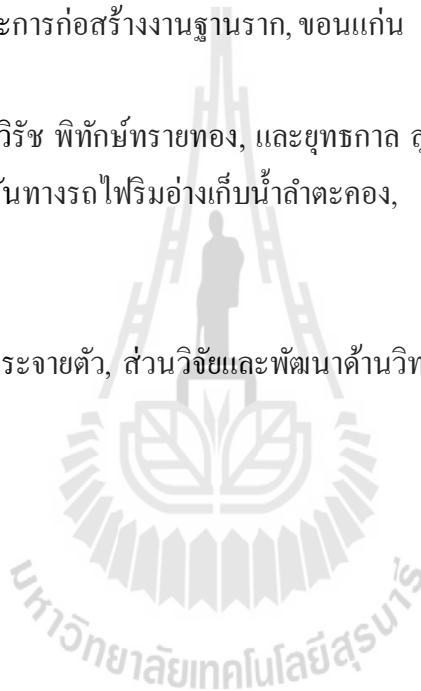 ะการก่อสร้างงานฐานราก, ขอนแก่น
วิรัช พิทักษ์ทรายทอง, และยุทธกาล
ันทางรถไฟริมอ่างเก็บน้ำลำตะคอง,
ระจายตัว, ส่วนวิจัยและพัฒนาด้านวิท
มหาวิทยาลัยเทคโนโลยีสุรนารี